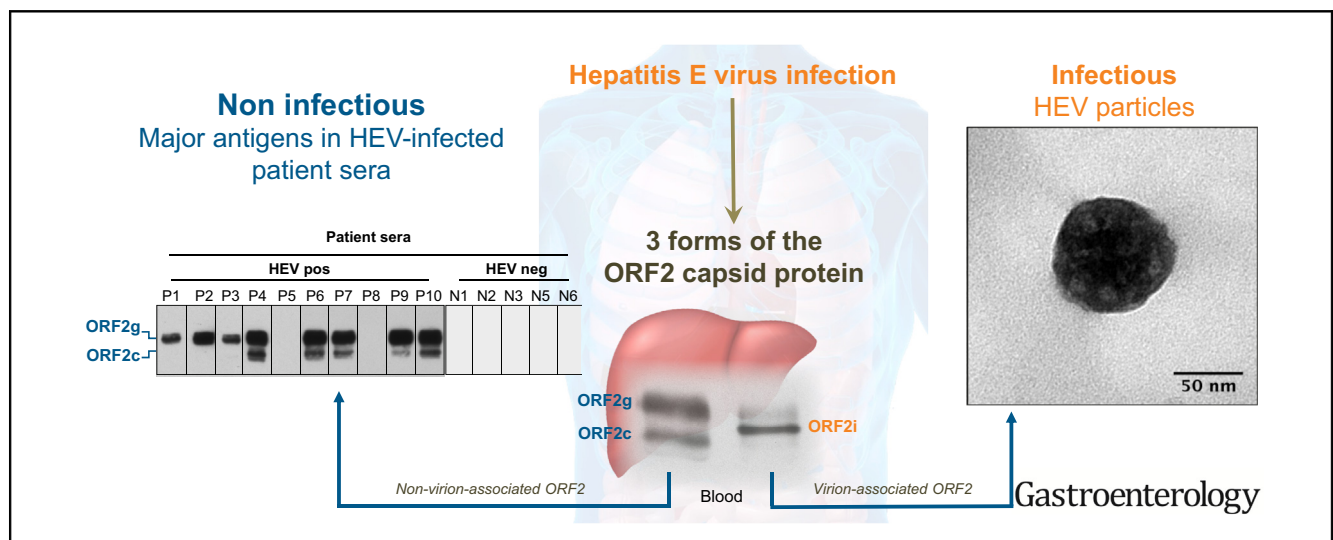 Hepatitis E virus infection
Non infectious
Major antigens in HEV-infected
patient sera
Infectious
HEV particles
Patient sera
HEV pos HEV neg
P1 P2 P3 P4 P5 P6 P7 P8 P9 P10 N1 N2 N3 N5 N6
ORF2g
ORF2c
3 forms of the
ORF2 capsid protein
50 nm
ORF2g
ORF2c
ORF2i
Non-virion-associated ORF2
Blood
Virion-associated ORF2
Gastroenterology